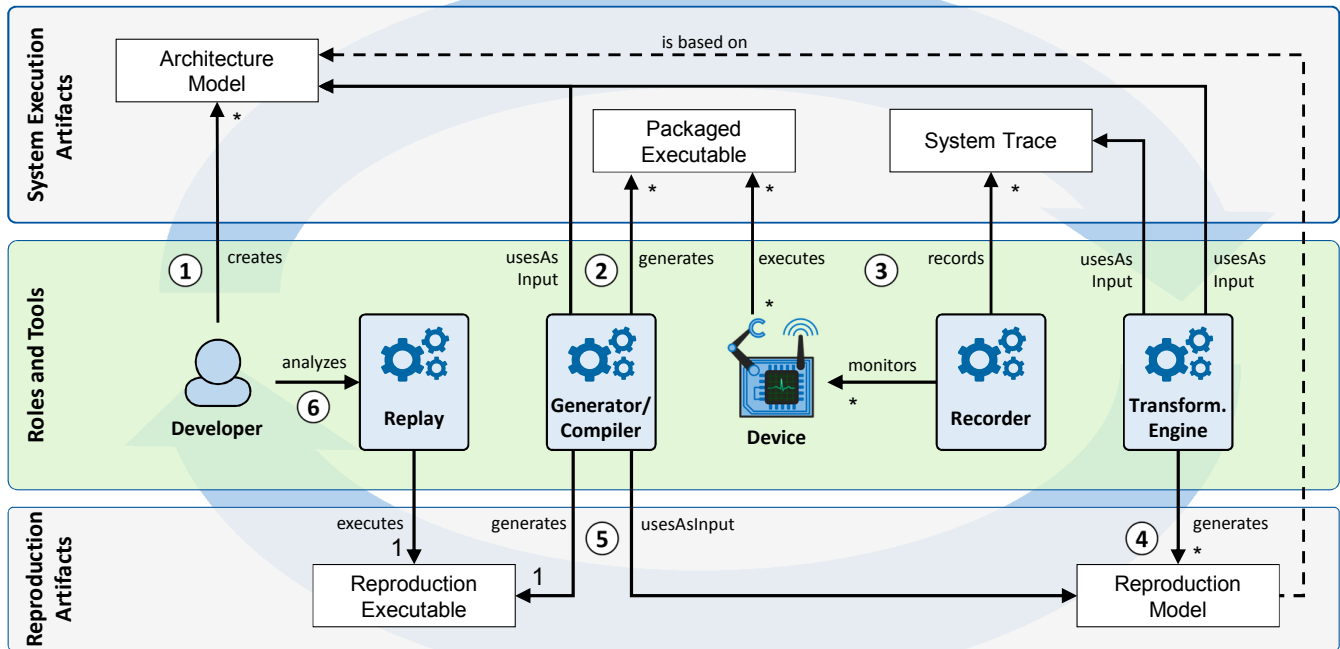 System Execution
Artifacts
Architecture
Model
*
is based on
Packaged
Executable
*
*
System Trace
*
Roles and Tools
1
creates
usesAs
Input
2
generates
executes
*
3
records
usesAs
Input
usesAs
Input
Developer
analyzes
6
Replay
Generator/
Compiler
Device
monitors
*
Recorder
Transform.
Engine
Reproduction
Artifacts
executes
1
generates
1
5
usesAsInput
4
generates
*
Reproduction
Executable
Reproduction
Model